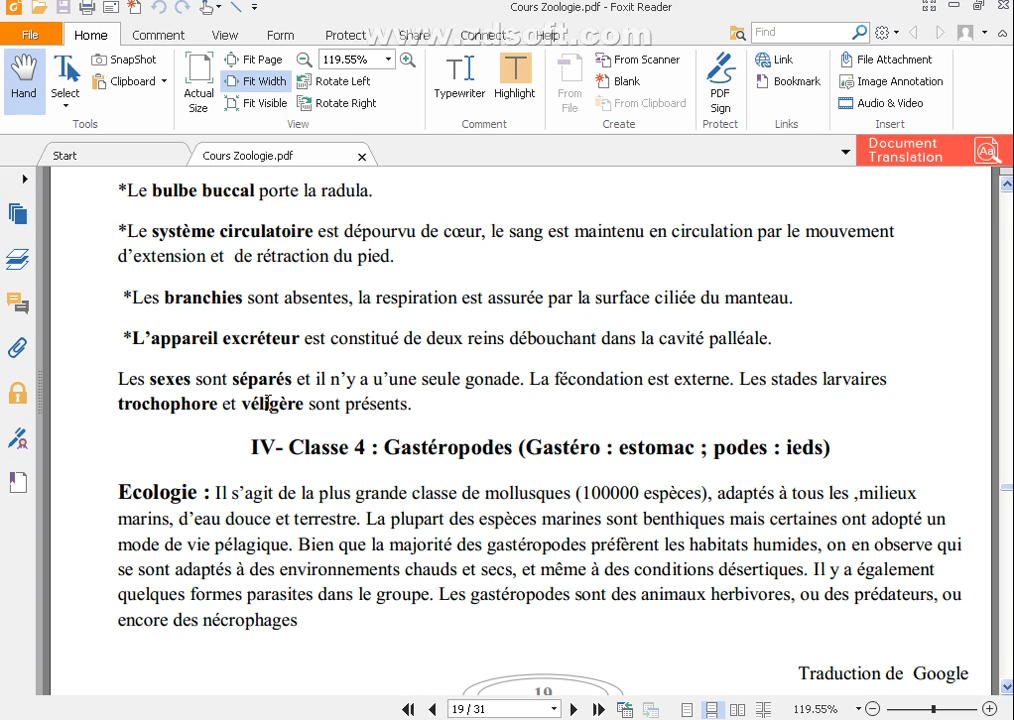 Cours Zoologie.pdf - Foxit Reader
File Home Comment View Form Protect Share Connect Help Find
SnapShot Fit Page 119.55% From Scanner Link File Attachment
Clipboard Fit Width Rotate Left Blank Bookmark Image Annotation
Hand Select Actual Size Fit Visible Rotate Right Typewriter Highlight From File From Clipboard PDF Sign Audio & Video
Tools View Comment Create Protect Links Insert
Start Cours Zoologie.pdf Document Translation
*Le bulbe buccal porte la radula.
*Le système circulatoire est dépourvu de cœur, le sang est maintenu en circulation par le mouvement
d’extension et de rétraction du pied.
*Les branchies sont absentes, la respiration est assurée par la surface ciliée du manteau.
*L’appareil excréteur est constitué de deux reins débouchant dans la cavité palléale.
Les sexes sont séparés et il n’y a u’une seule gonade. La fécondation est externe. Les stades larvaires
trochophore et véligère sont présents.
IV- Classe 4 : Gastéropodes (Gastéro : estomac ; podes : ieds)
Ecologie : Il s’agit de la plus grande classe de mollusques (100000 espèces), adaptés à tous les ,milieux
marins, d’eau douce et terrestre. La plupart des espèces marines sont benthiques mais certaines ont adopté un
mode de vie pélagique. Bien que la majorité des gastéropodes préfèrent les habitats humides, on en observe qui
se sont adaptés à des environnements chauds et secs, et même à des conditions désertiques. Il y a également
quelques formes parasites dans le groupe. Les gastéropodes sont des animaux herbivores, ou des prédateurs, ou
encore des nécrophages
Traduction de Google
19
19 / 31 119.55%